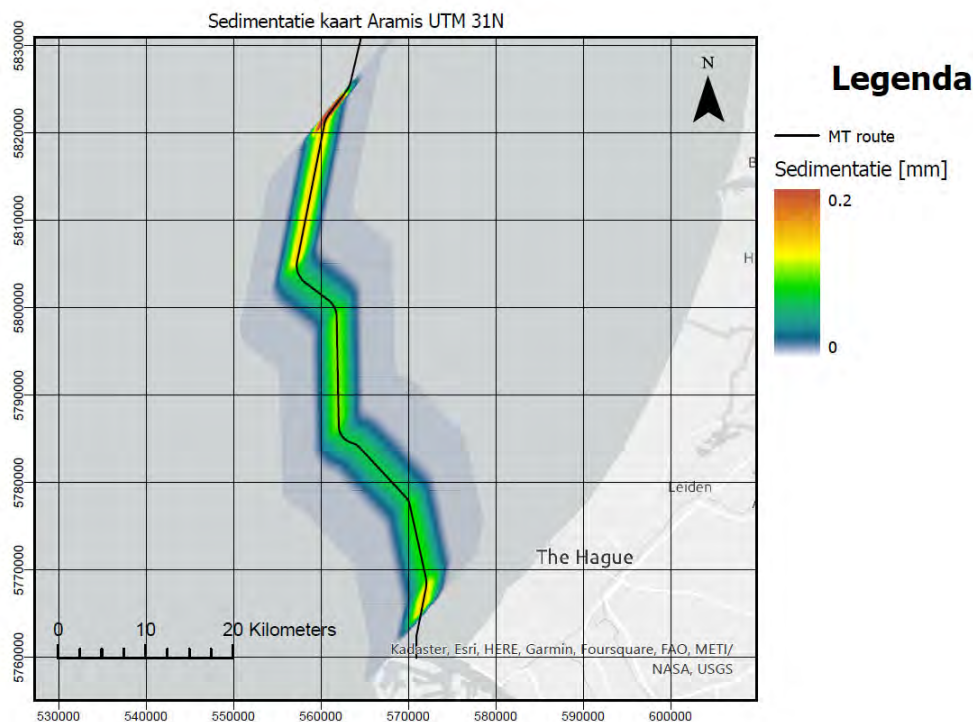 Sedimentatie kaart Aramis UTM 31N
5830000
5820000
5810000
5800000
5790000
5780000
5770000
5760000
N
B
H
Leiden
A
The Hague
0 10 20 Kilometers
Kadaster, Esri, HERE, Garmin, Foursquare, FAO, METI/
NASA, USGS
530000 540000 550000 560000 570000 580000 590000 600000
Legenda
MT route
Sedimentatie [mm]
0.2
0